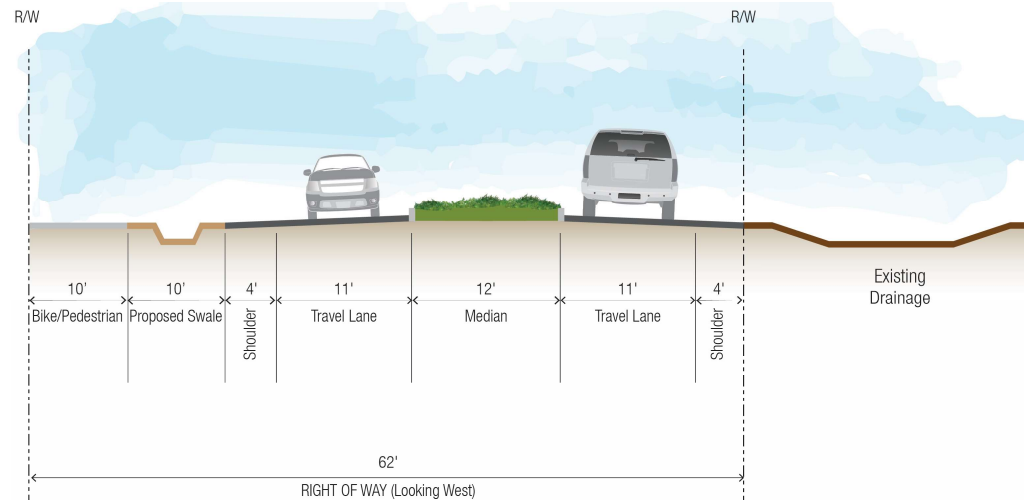 R/W
R/W
10'
10'
4'
11'
12'
11'
4'
Bike/Pedestrian
Proposed Swale
Shoulder
Travel Lane
Median
Travel Lane
Shoulder
Existing
Drainage
62'
RIGHT OF WAY (Looking West)